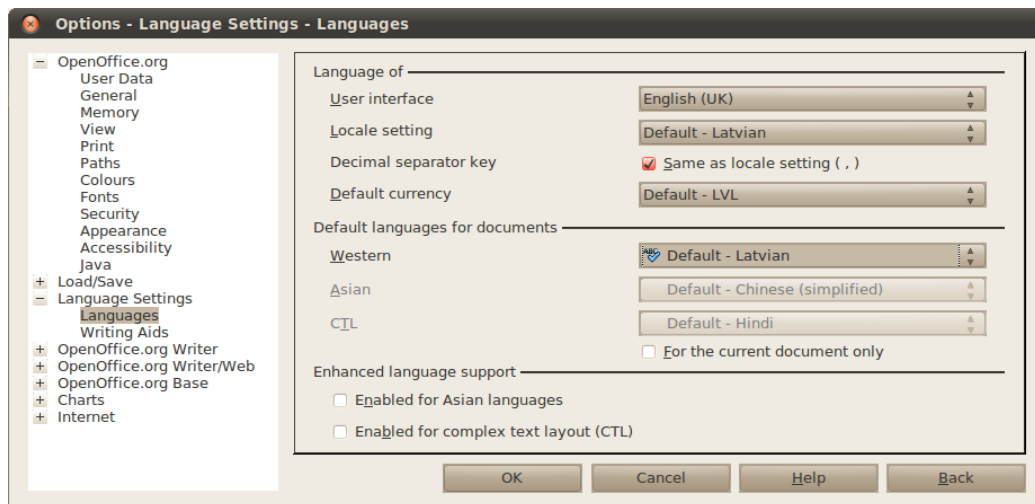 Options - Language Settings - Languages
OpenOffice.org
User Data
General
Memory
View
Print
Paths
Colours
Fonts
Security
Appearance
Accessibility
Java
Load/Save
Language Settings
Languages
Writing Aids
OpenOffice.org Writer
OpenOffice.org Writer/Web
OpenOffice.org Base
Charts
Internet
Language of
User interface English (UK)
Locale setting Default - Latvian
Decimal separator key Same as locale setting ( , )
Default currency Default - LVL
Default languages for documents
Western ABC Default - Latvian
Asian Default - Chinese (simplified)
CTL Default - Hindi
For the current document only
Enhanced language support
Enabled for Asian languages
Enabled for complex text layout (CTL)
OK Cancel Help Back